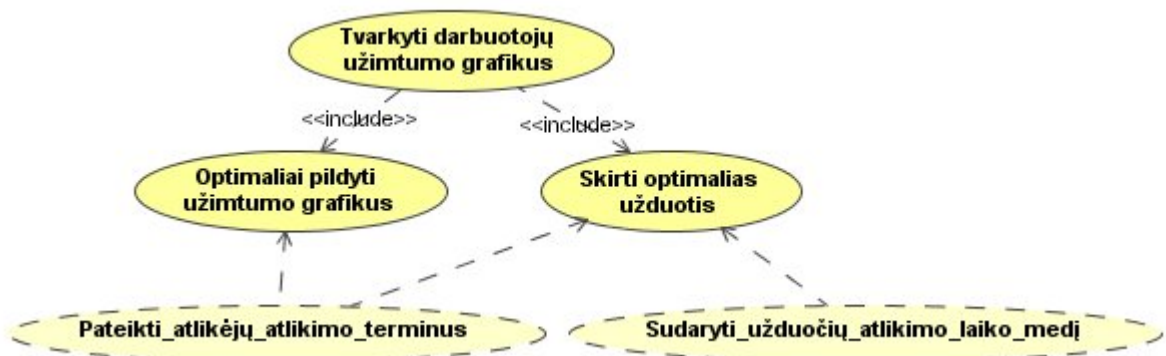 Tvarkyti darbuotojų
užimtumo grafikus
<<include>>
<<include>>
Optimaliai pildyti
užimtumo grafikus
Skirti optimalias
užduotis
Pateikti_atlikėjų_atlikimo_terminus
Sudaryti_užduočių_atlikimo_laiko_medį